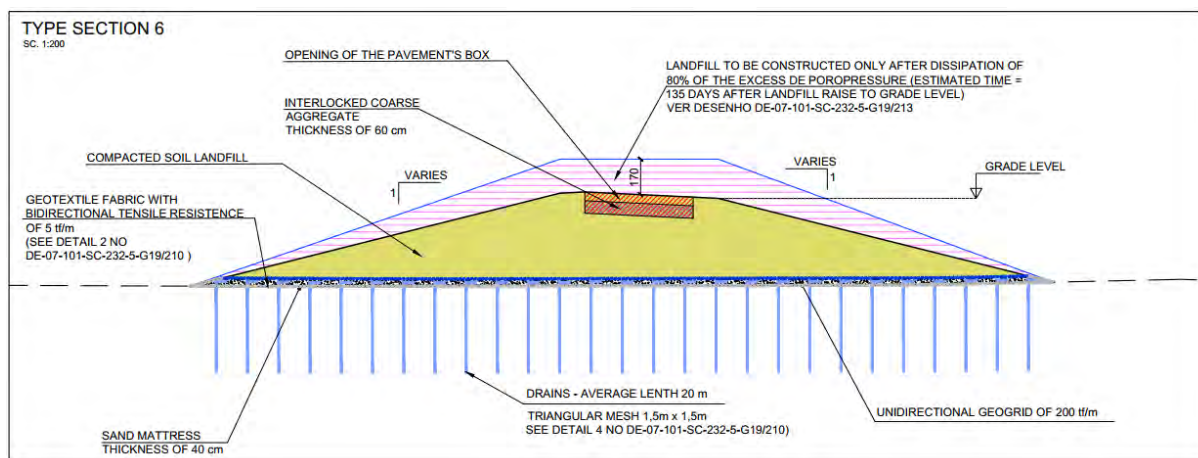 TYPE SECTION 6
SC. 1:200
OPENING OF THE PAVEMENT'S BOX
LANDFILL TO BE CONSTRUCTED ONLY AFTER DISSIPATION OF
80% OF THE EXCESS DE POROPRESSURE (ESTIMATED TIME =
135 DAYS AFTER LANDFILL RAISE TO GRADE LEVEL)
VER DESENHO DE-07-101-SC-232-5-G19/213
INTERLOCKED COARSE
AGGREGATE
THICKNESS OF 60 cm
COMPACTED SOIL LANDFILL
VARIES
1
170
VARIES
1
GRADE LEVEL
GEOTEXTILE FABRIC WITH
BIDIRECTIONAL TENSILE RESISTENCE
OF 5 tf/m
(SEE DETAIL 2 NO
DE-07-101-SC-232-5-G19/210 )
DRAINS - AVERAGE LENTH 20 m
TRIANGULAR MESH 1,5m x 1,5m
SEE DETAIL 4 NO DE-07-101-SC-232-5-G19/210)
UNIDIRECTIONAL GEOGRID OF 200 tf/m
SAND MATTRESS
THICKNESS OF 40 cm